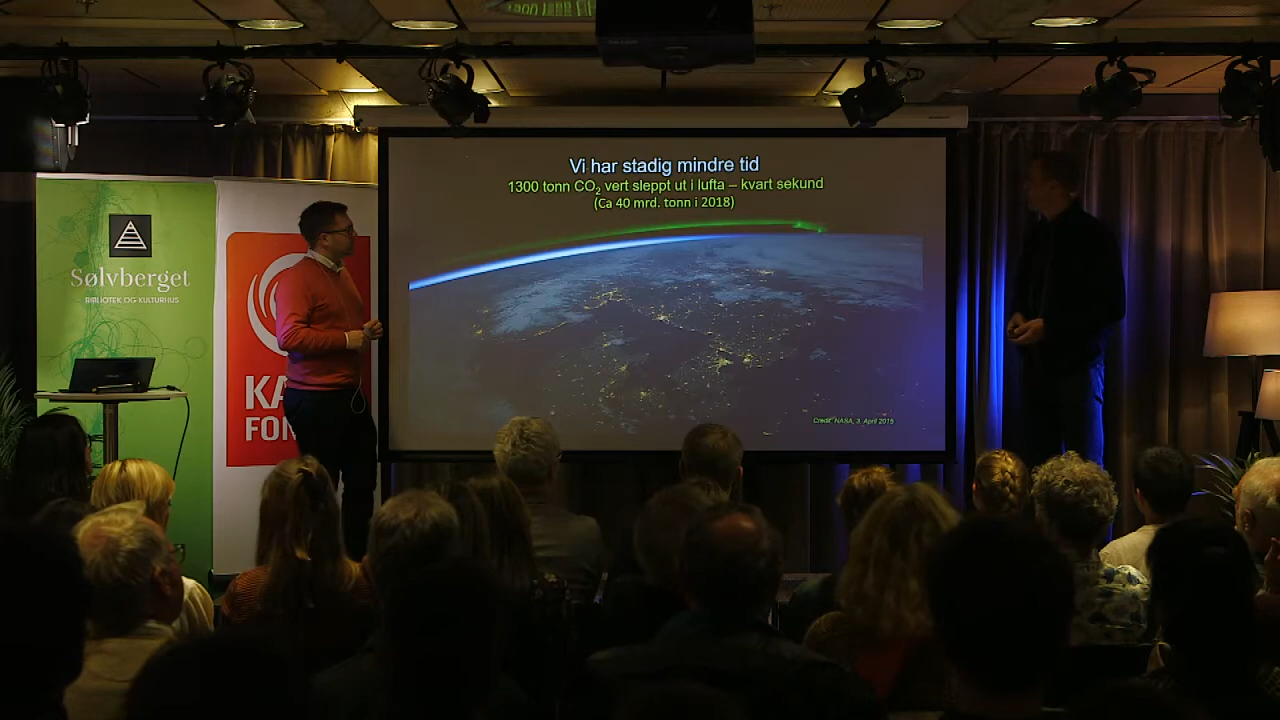 Vi har stadig mindre tid
1300 tonn CO₂ vert sleppt ut i lufta – kvart sekund
(Ca 40 mrd. tonn i 2018)
Credit: NASA, 3. April 2015
Sølvberget
BIBLIOTEK OG KULTURHUS
KA
FON